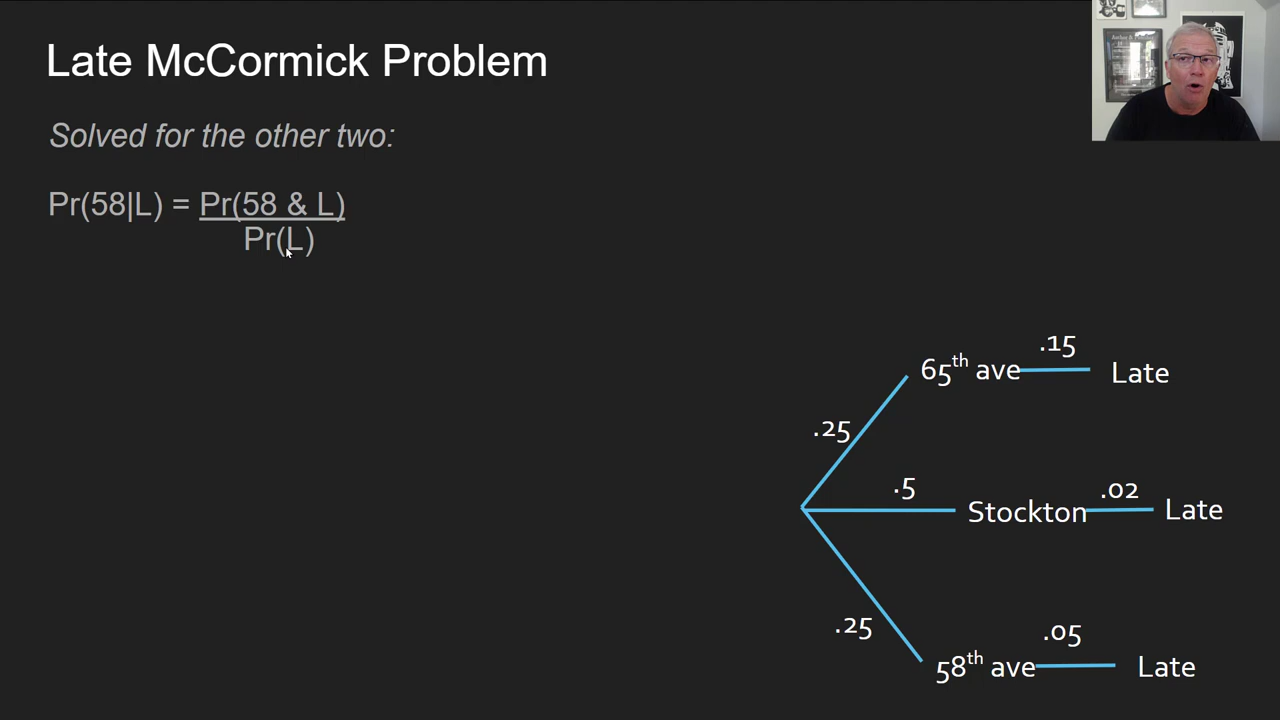 Late McCormick Problem
Solved for the other two:
Pr(58|L) = Pr(58 & L)
Pr(L)
.15
65th ave
Late
.25
.5
.02
Stockton
Late
.25
.05
58th ave
Late